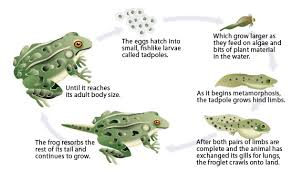 The eggs hatch into
small, fishlike larvae
called tadpoles.
Which grow larger as
they feed on algae and
bits of plant material
in the water.
As it begins metamorphosis,
the tadpole grows hind limbs.
After both pairs of limbs are
complete and the animal has
exchanged its gills for lungs,
the froglet crawls onto land.
The frog resorbs the
rest of its tail and
continues to grow.
Until it reaches
its adult body size.